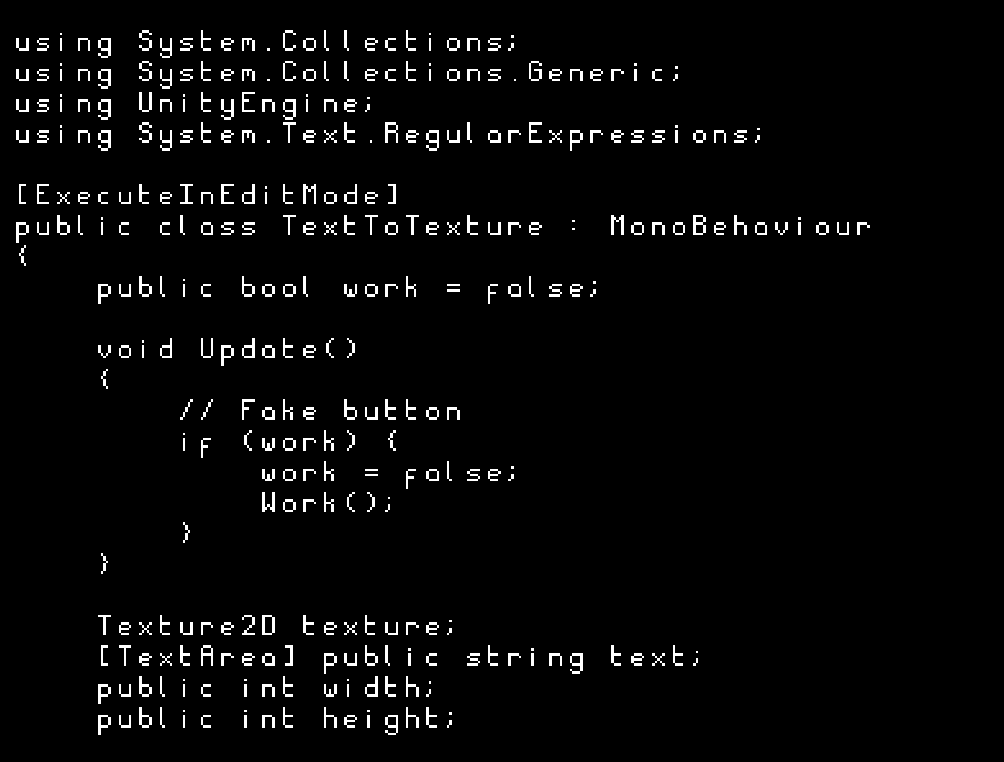 using System.Collections;
using System.Collections.Generic;
using UnityEngine;
using System.Text.RegularExpressions;

[ExecuteInEditMode]
public class TextToTexture : MonoBehaviour
{
    public bool work = false;

    void Update()
    {
        // Fake button
        if (work) {
            work = false;
            Work();
        }
    }

    Texture2D texture;
    [TextArea] public string text;
    public int width;
    public int height;